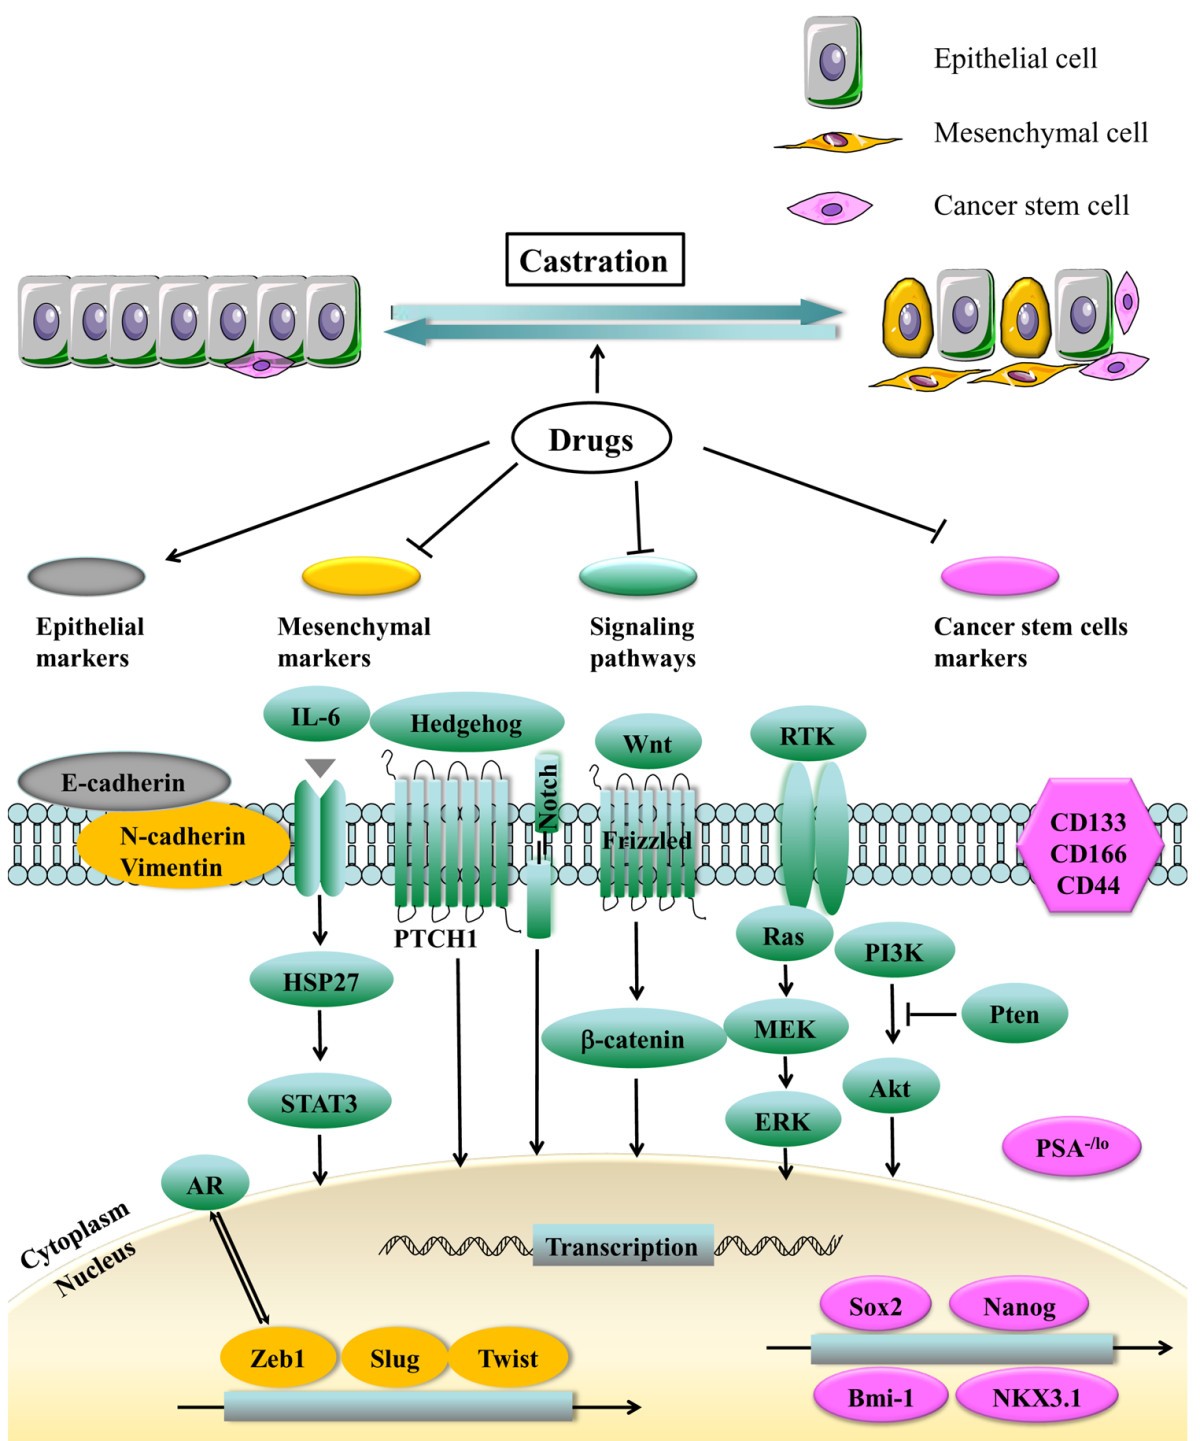 Epithelial cell
Mesenchymal cell
Cancer stem cell
Castration
Drugs
Epithelial
markers
Mesenchymal
markers
Signaling
pathways
Cancer stem cells
markers
IL-6
Hedgehog
Wnt
RTK
E-cadherin
N-cadherin
Vimentin
Notch
Frizzled
CD133
CD166
CD44
PTCH1
Ras
PI3K
HSP27
Pten
β-catenin
MEK
Akt
STAT3
ERK
PSA-/lo
AR
Cytoplasm
Nucleus
Transcription
Sox2
Nanog
Zeb1
Slug
Twist
Bmi-1
NKX3.1